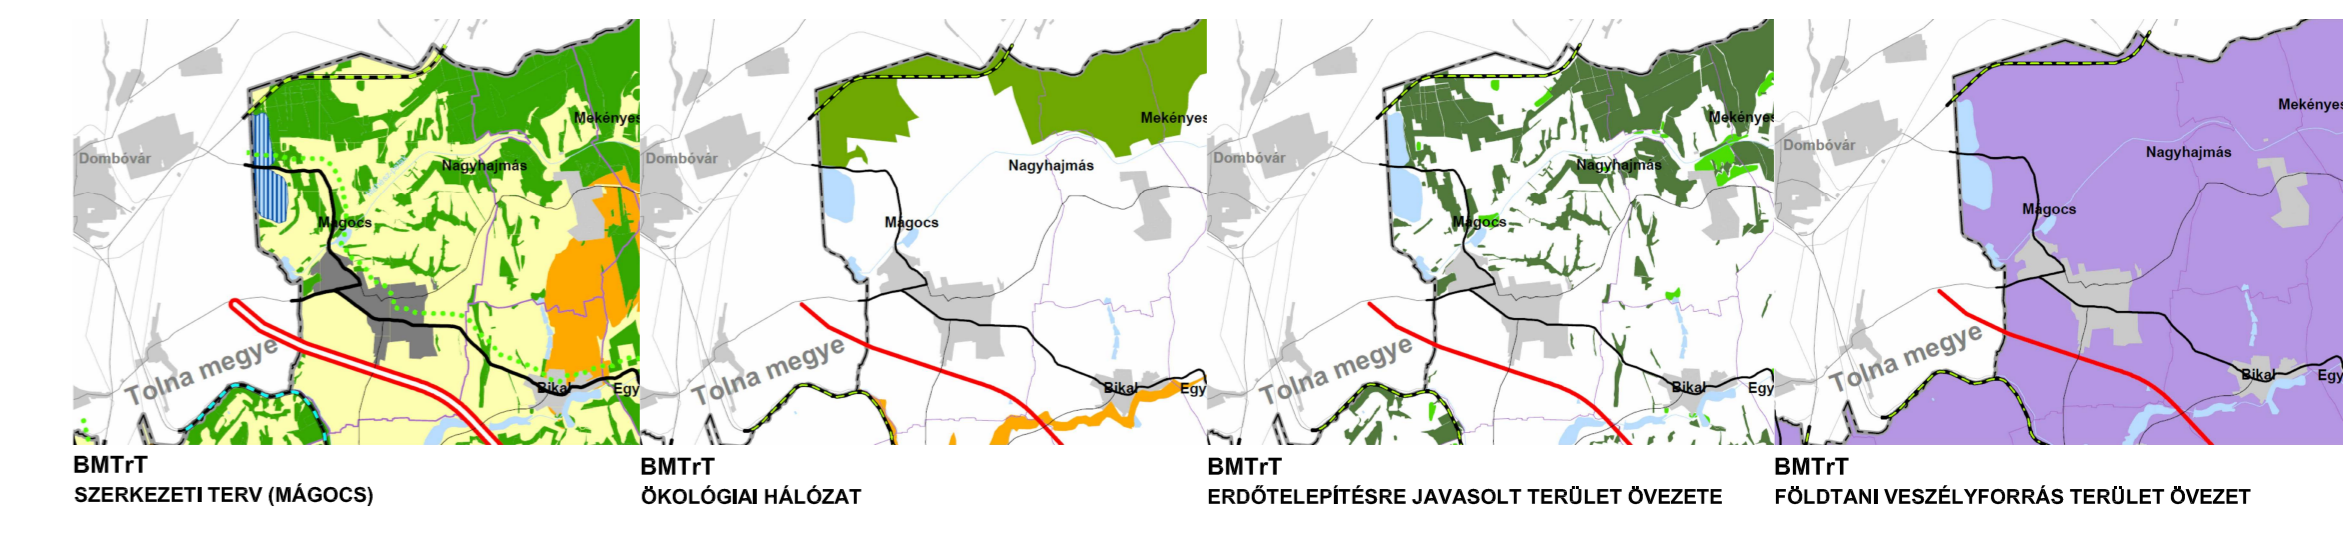 Mekényes
Dombóvár
Nagyhajmás
Mágocs
Tolna megye
Bikal
Egy
BMTrT
SZERKEZETI TERV (MÁGOCS)
Mekényes
Dombóvár
Nagyhajmás
Mágocs
Tolna megye
Bikal
Egy
BMTrT
ÖKOLÓGIAI HÁLÓZAT
Mekényes
Dombóvár
Nagyhajmás
Mágocs
Tolna megye
Bikal
Egy
BMTrT
ERDŐTELEPÍTÉSRE JAVASOLT TERÜLET ÖVEZETE
Mekényes
Dombóvár
Nagyhajmás
Mágocs
Tolna megye
Bikal
Egy
BMTrT
FÖLDTANI VESZÉLYFORRÁS TERÜLET ÖVEZET